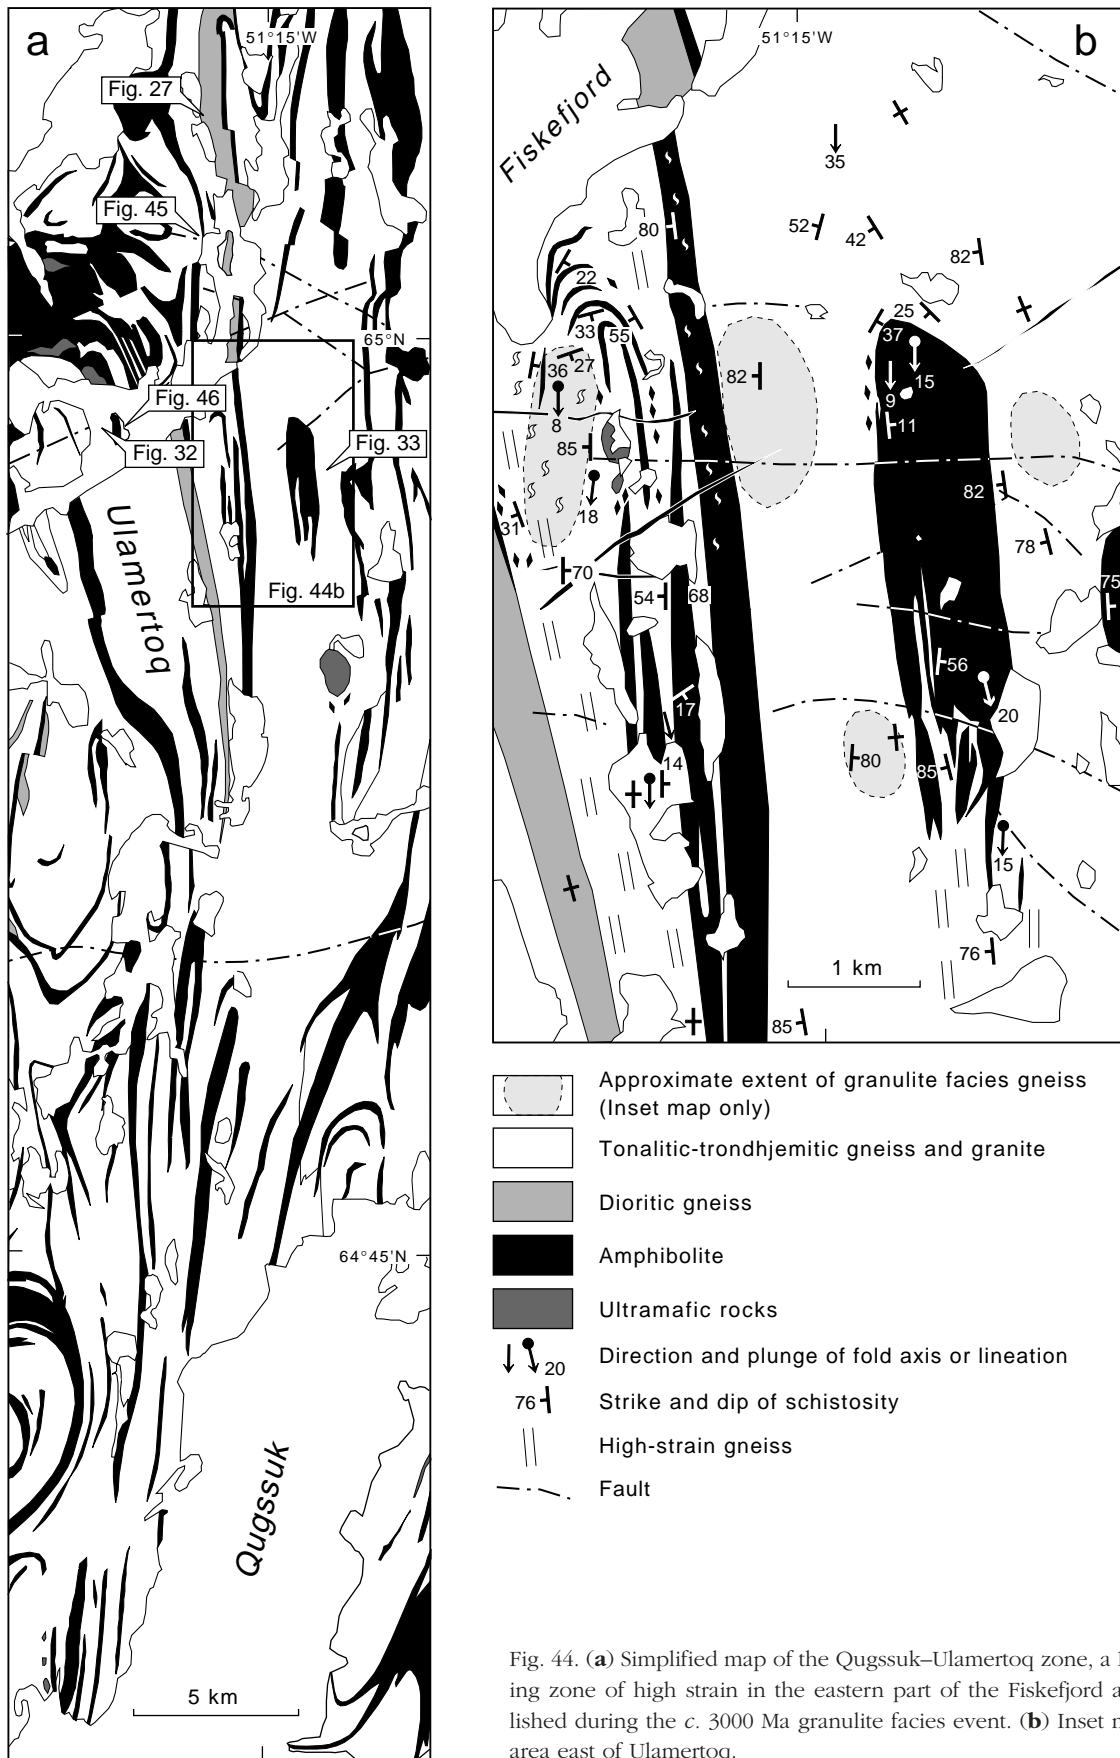 a
51°15'W
Fig. 27
Fig. 45
65°N
Fig. 46
Fig. 32
Fig. 33
Ulamertoq
Fig. 44b
64°45'N
Qugssuk
5 km
b
51°15'W
Fiskefjord
35
80
52
42
82
22
25
33
55
37
36
27
82
15
9
8
11
85
82
18
31
78
70
75
54
68
56
17
20
14
80
85
15
76
1 km
85
Approximate extent of granulite facies gneiss
(Inset map only)
Tonalitic-trondhjemitic gneiss and granite
Dioritic gneiss
Amphibolite
Ultramafic rocks
20
Direction and plunge of fold axis or lineation
76
Strike and dip of schistosity
High-strain gneiss
Fault
Fig. 44. (a) Simplified map of the Qugssuk–Ulamertoq zone, a
ing zone of high strain in the eastern part of the Fiskefjord a
lished during the c. 3000 Ma granulite facies event. (b) Inset
area east of Ulamertoq.